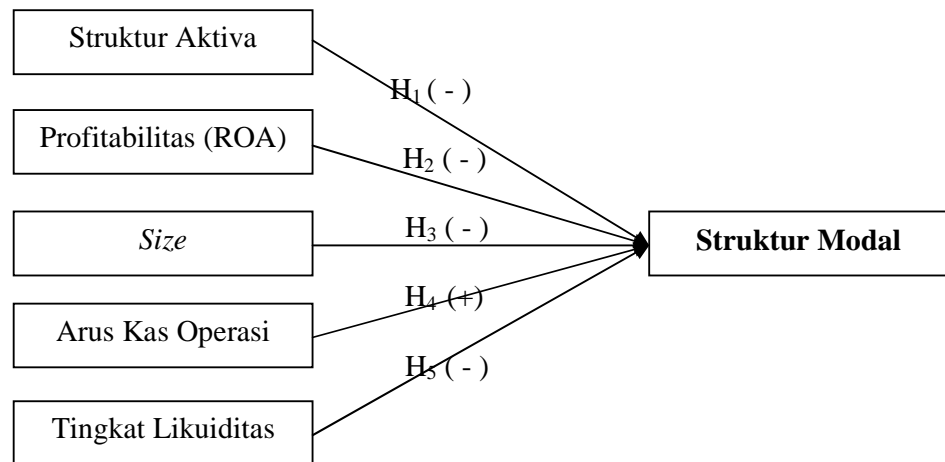 Struktur Aktiva
H₁ ( - )
Profitabilitas (ROA)
H₂ ( - )
Size
H₃ ( - )
Struktur Modal
H₄ (+)
Arus Kas Operasi
H₅ ( - )
Tingkat Likuiditas